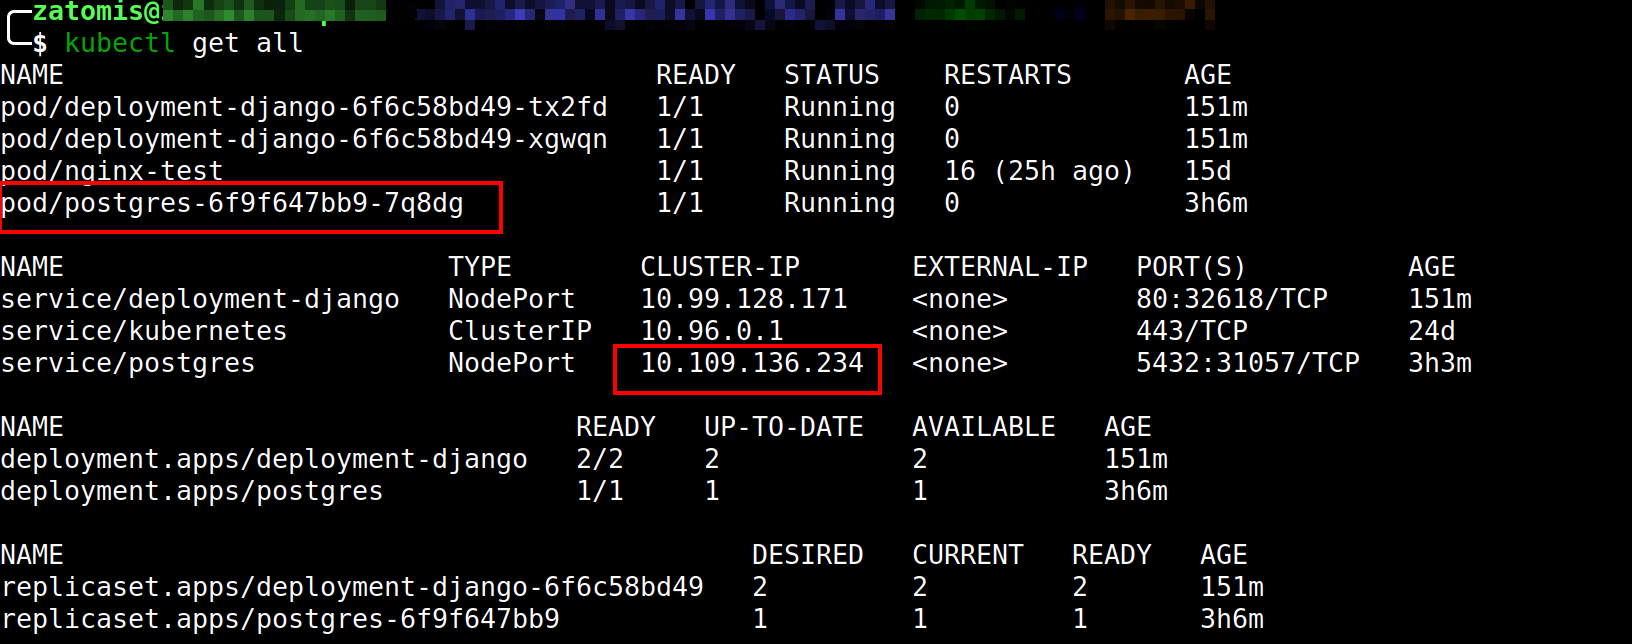 zatomis@
$ kubectl get all
NAME READY STATUS RESTARTS AGE
pod/deployment-django-6f6c58bd49-tx2fd 1/1 Running 0 151m
pod/deployment-django-6f6c58bd49-xgwqn 1/1 Running 0 151m
pod/nginx-test 1/1 Running 16 (25h ago) 15d
pod/postgres-6f9f647bb9-7q8dg 1/1 Running 0 3h6m
NAME TYPE CLUSTER-IP EXTERNAL-IP PORT(S) AGE
service/deployment-django NodePort 10.99.128.171 <none> 80:32618/TCP 151m
service/kubernetes ClusterIP 10.96.0.1 <none> 443/TCP 24d
service/postgres NodePort 10.109.136.234 <none> 5432:31057/TCP 3h3m
NAME READY UP-TO-DATE AVAILABLE AGE
deployment.apps/deployment-django 2/2 2 2 151m
deployment.apps/postgres 1/1 1 1 3h6m
NAME DESIRED CURRENT READY AGE
replicaset.apps/deployment-django-6f6c58bd49 2 2 2 151m
replicaset.apps/postgres-6f9f647bb9 1 1 1 3h6m